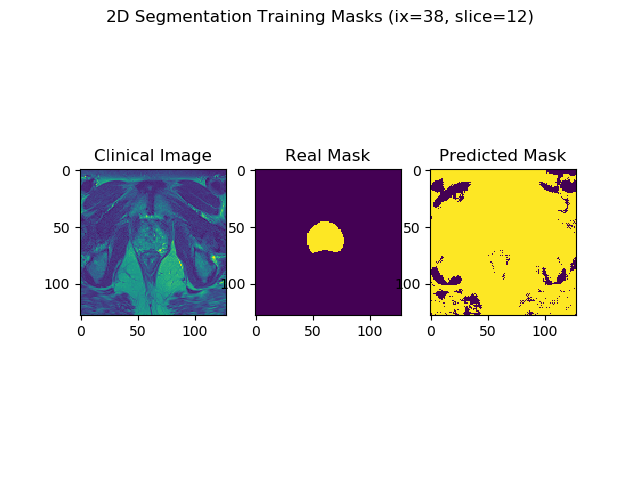 2D Segmentation Training Masks (ix=38, slice=12)
Clinical Image Real Mask Predicted Mask
0 0 0
50 50 50
100 100 100
0 50 100 0 50 100 0 50 100